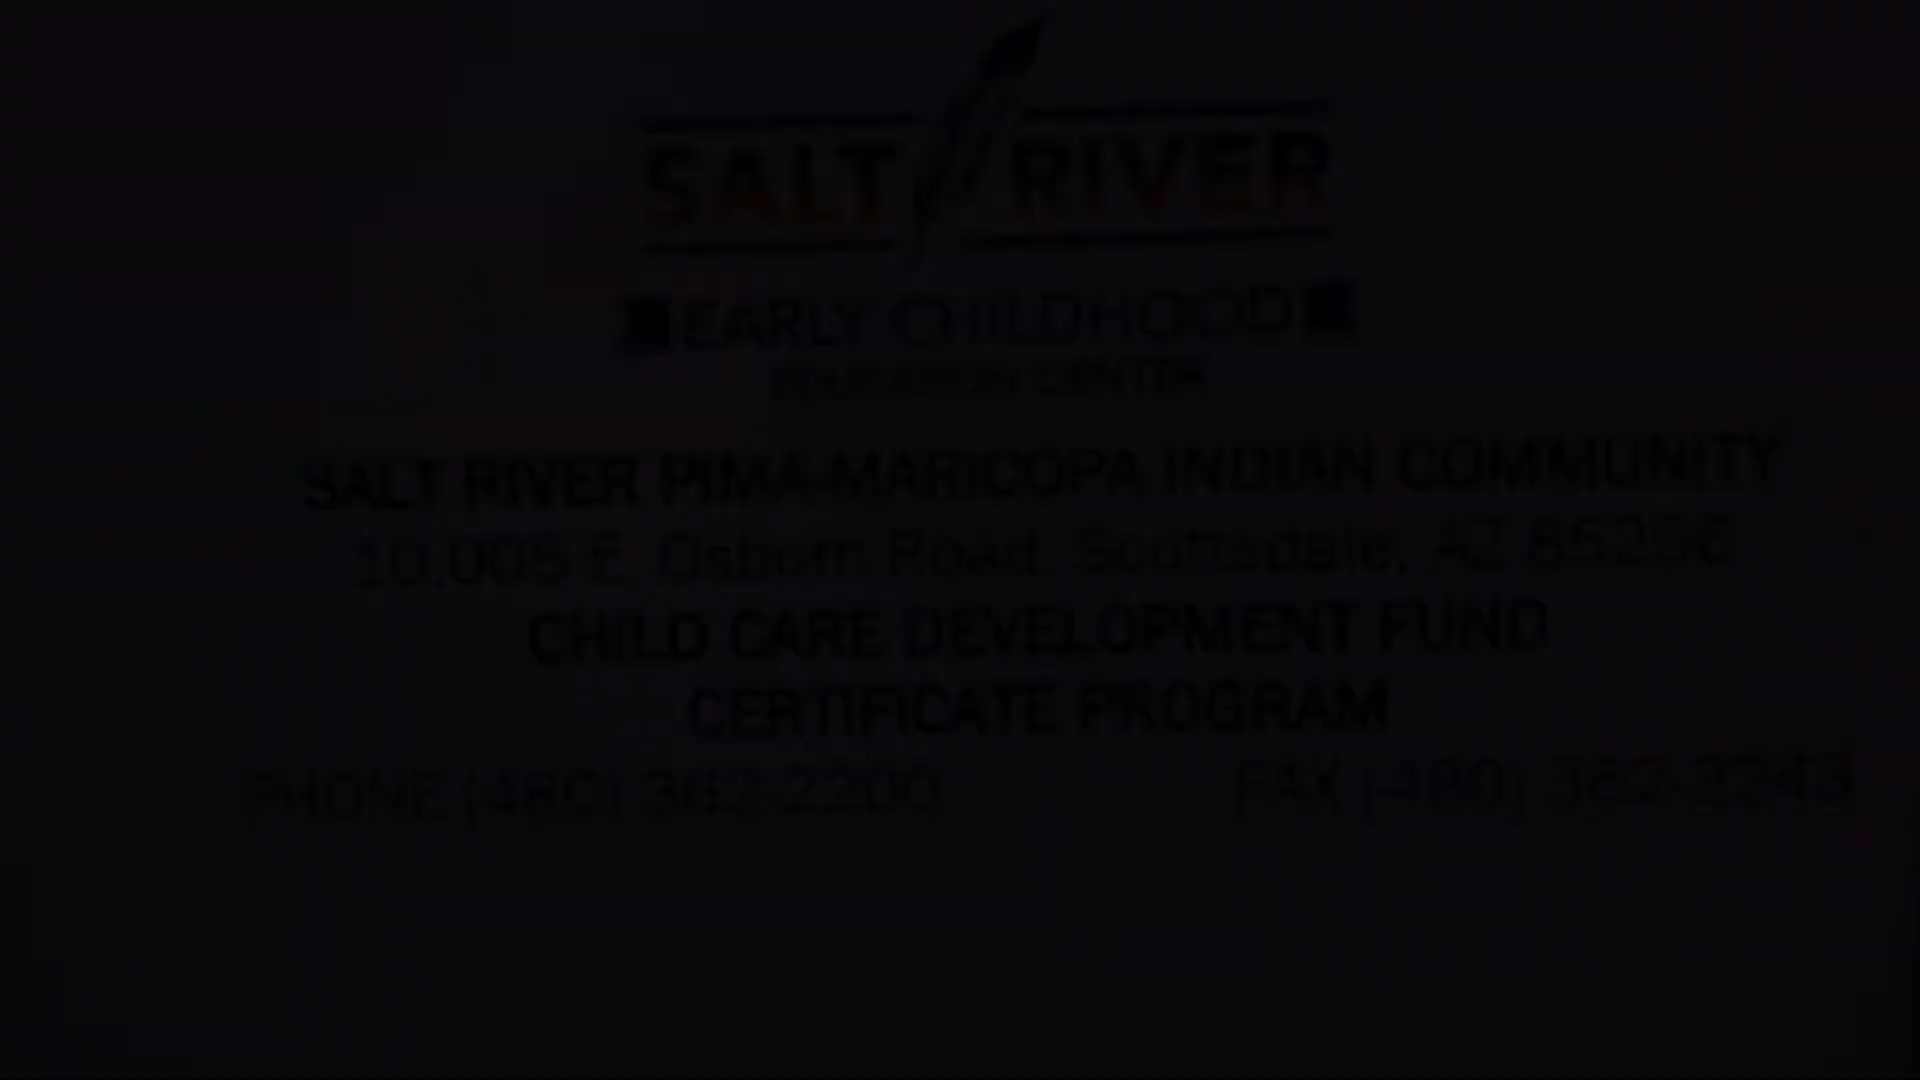 SALT RIVER
EARLY CHILDHOOD
EDUCATION CENTER
SALT RIVER PIMA-MARICOPA INDIAN COMMUNITY
10,005 E. Osborn Road, Scottsdale, AZ 85256
CHILD CARE DEVELOPMENT FUND
CERTIFICATE PROGRAM
PHONE (480) 362-2200 FAX (480) 362-2243